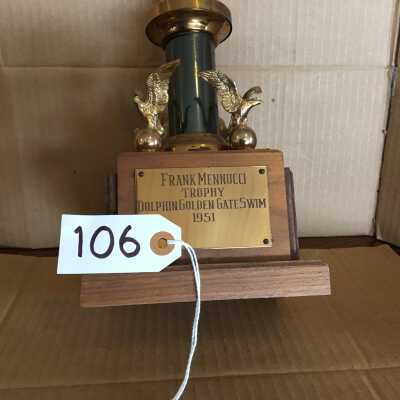 FRANK MENNUCCI
TROPHY
DOLPHIN GOLDEN GATE SWIM
1951
106